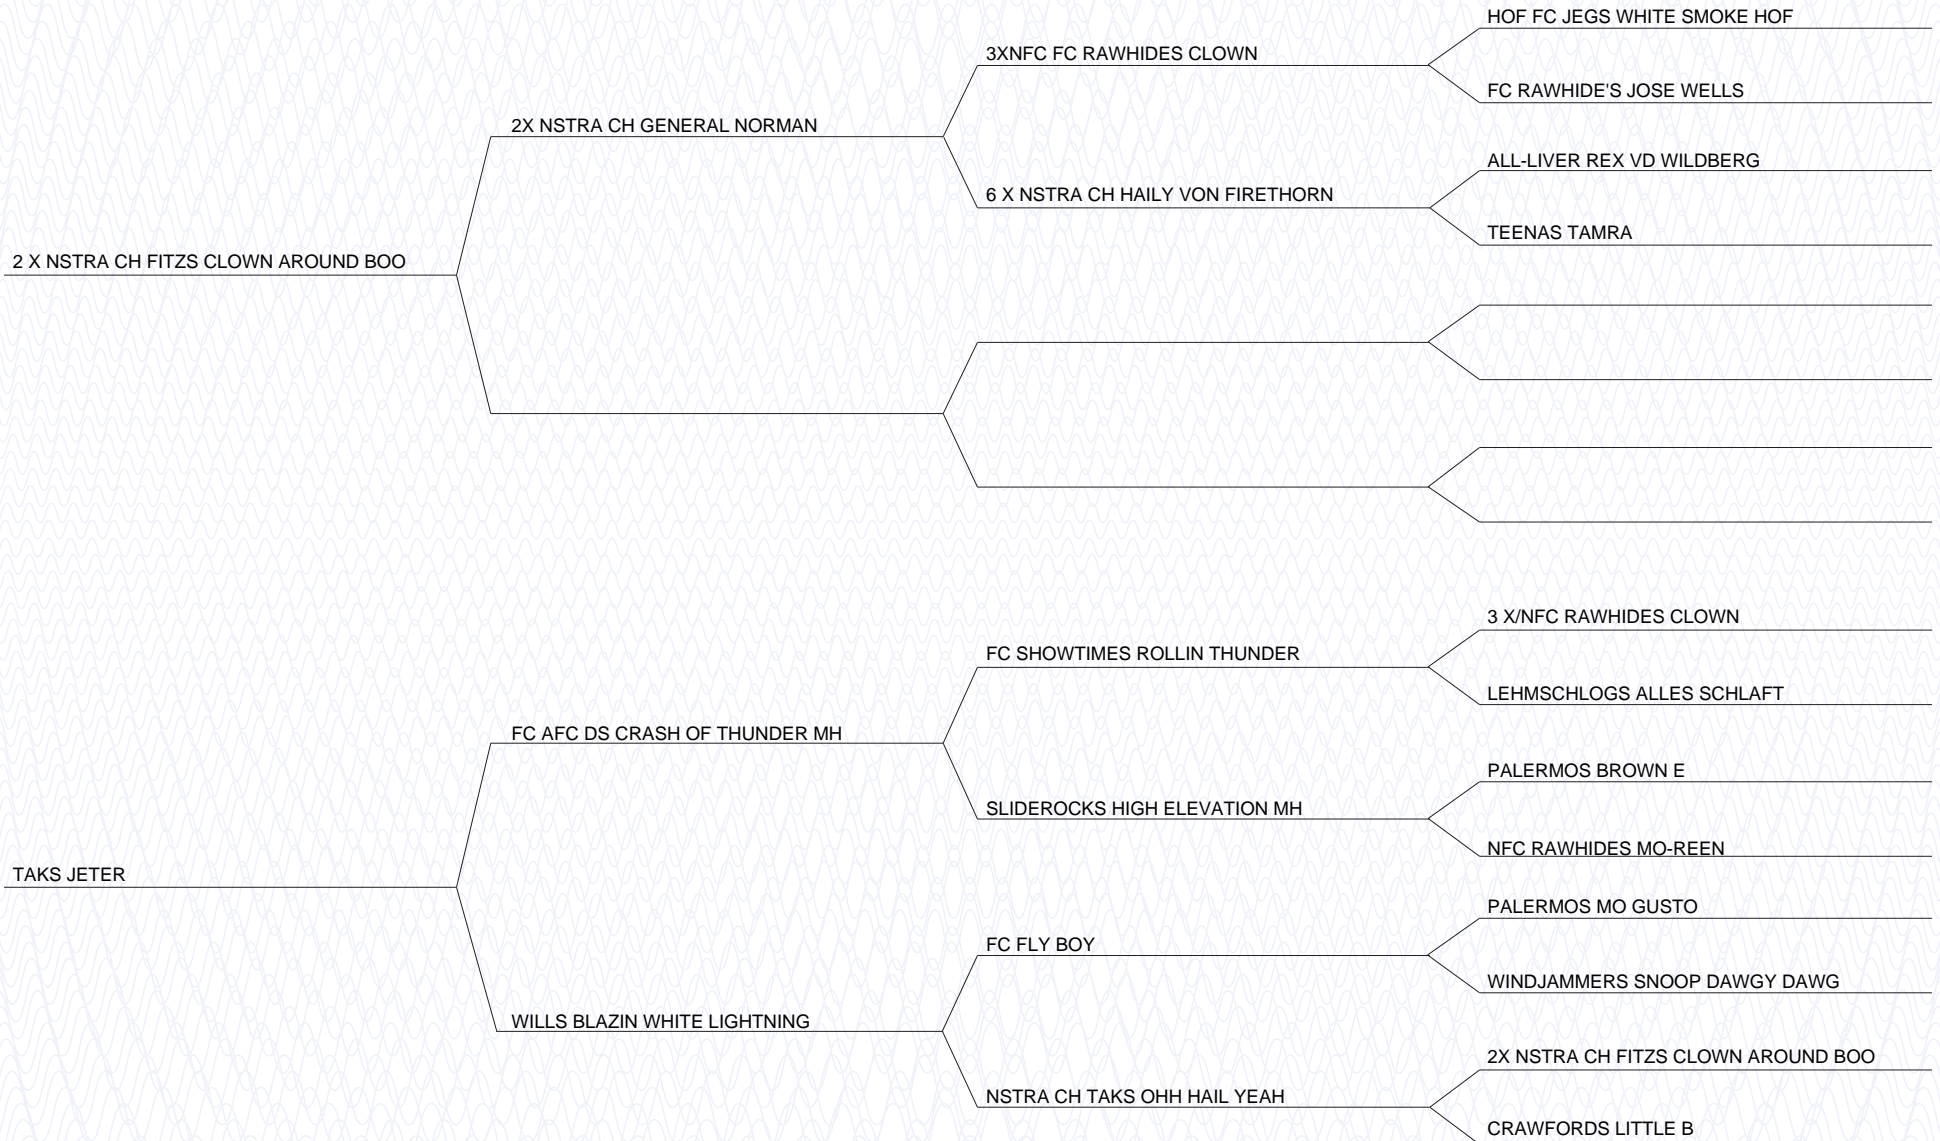 HOF FC JEGS WHITE SMOKE HOF
3XNFC FC RAWHIDES CLOWN
FC RAWHIDE'S JOSE WELLS
2X NSTRA CH GENERAL NORMAN
ALL-LIVER REX VD WILDBERG
6 X NSTRA CH HAILY VON FIRETHORN
TEENAS TAMRA
2 X NSTRA CH FITZS CLOWN AROUND BOO
3 X/NFC RAWHIDES CLOWN
FC SHOWTIMES ROLLIN THUNDER
LEHMSCHLOGS ALLES SCHLAFT
FC AFC DS CRASH OF THUNDER MH
PALERMOS BROWN E
SLIDEROCKS HIGH ELEVATION MH
NFC RAWHIDES MO-REEN
TAKS JETER
PALERMOS MO GUSTO
FC FLY BOY
WINDJAMMERS SNOOP DAWGY DAWG
WILLS BLAZIN WHITE LIGHTNING
2X NSTRA CH FITZS CLOWN AROUND BOO
NSTRA CH TAKS OHH HAIL YEAH
CRAWFORDS LITTLE B